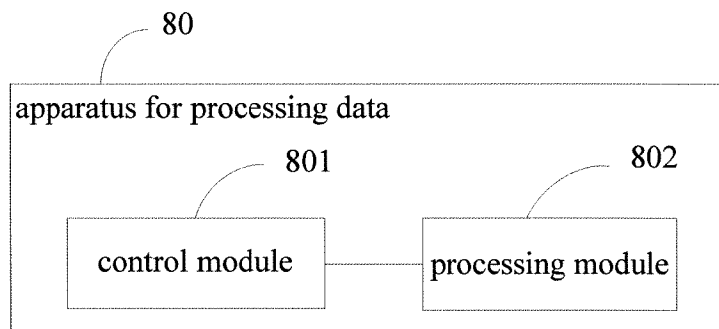 80
apparatus for processing data
801
802
control module
processing module